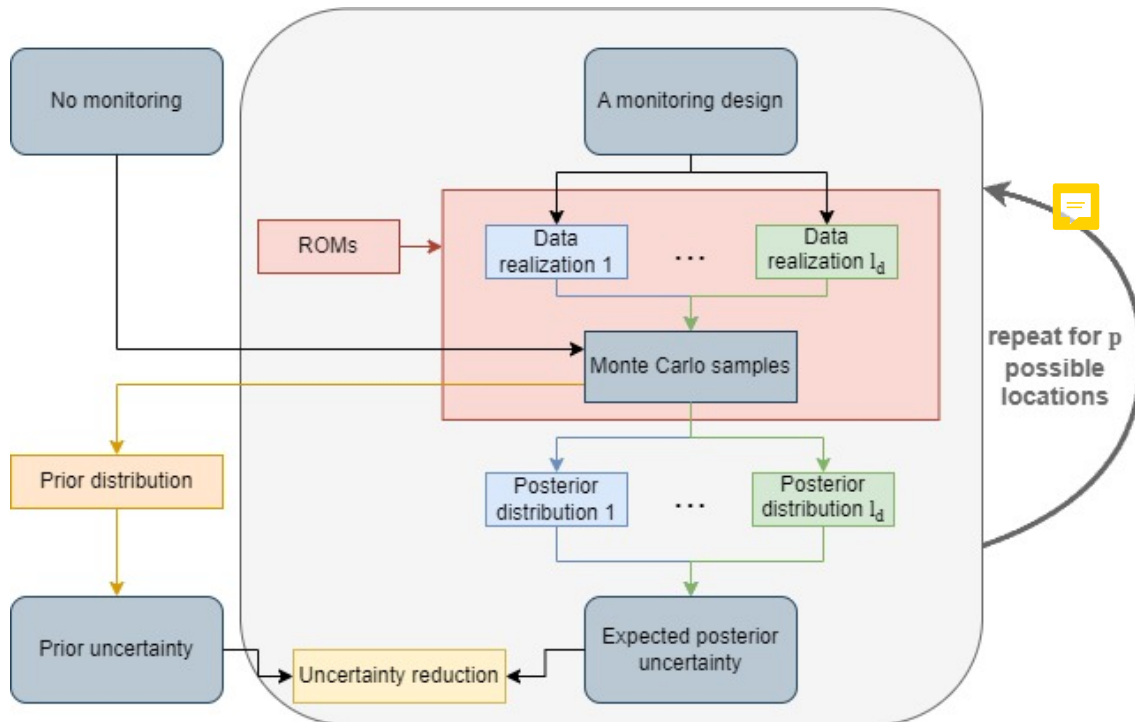 No monitoring
A monitoring design
ROMs
Data
realization 1
...
Data
realization l_d
Monte Carlo samples
repeat for p
possible
locations
Prior distribution
Posterior
distribution 1
...
Posterior
distribution l_d
Prior uncertainty
Uncertainty reduction
Expected posterior
uncertainty